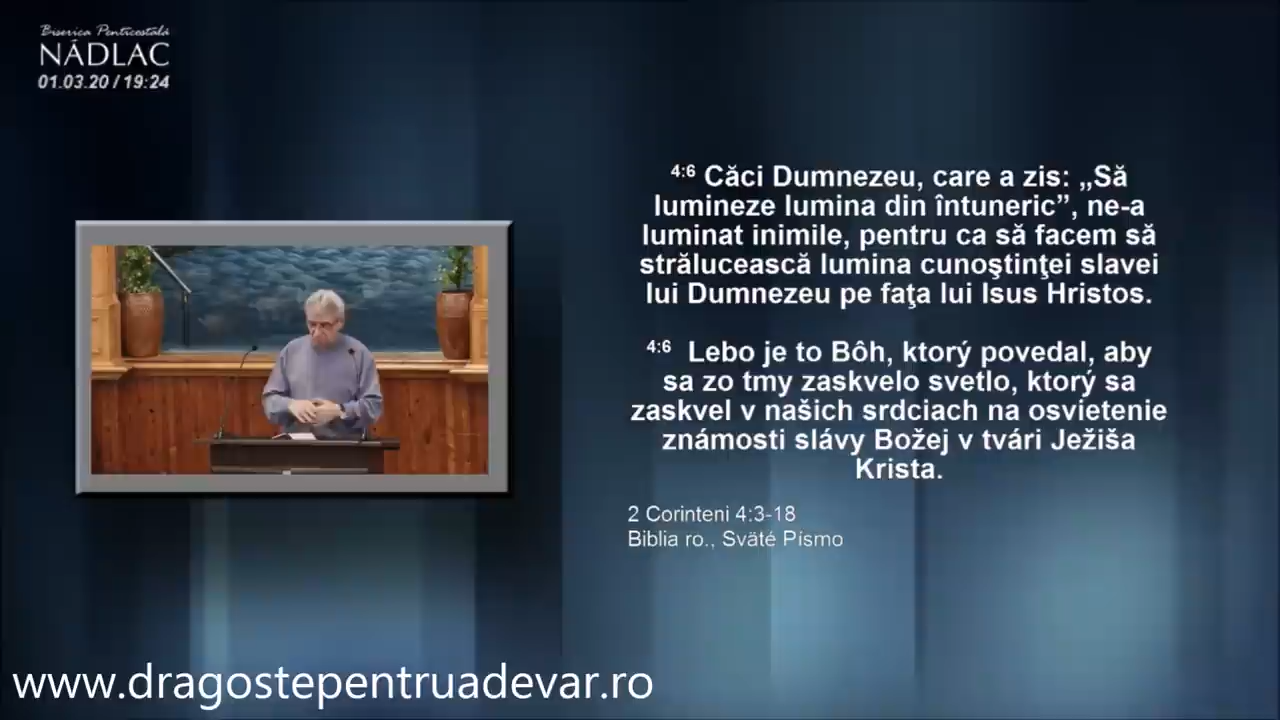 Biserica Penticostală
NĂDLAC
01.03.20 / 19:24
4:6 Căci Dumnezeu, care a zis: „Să
lumineze lumina din întuneric”, ne-a
luminat inimile, pentru ca să facem să
strălucească lumina cunoştinţei slavei
lui Dumnezeu pe faţa lui Isus Hristos.
4:6 Lebo je to Bôh, ktorý povedal, aby
sa zo tmy zaskvelo svetlo, ktorý sa
zaskvel v našich srdciach na osvietenie
známosti slávy Božej v tvári Ježiša
Krista.
2 Corinteni 4:3-18
Biblia ro., Sväté Písmo
www.dragostepentruadevar.ro